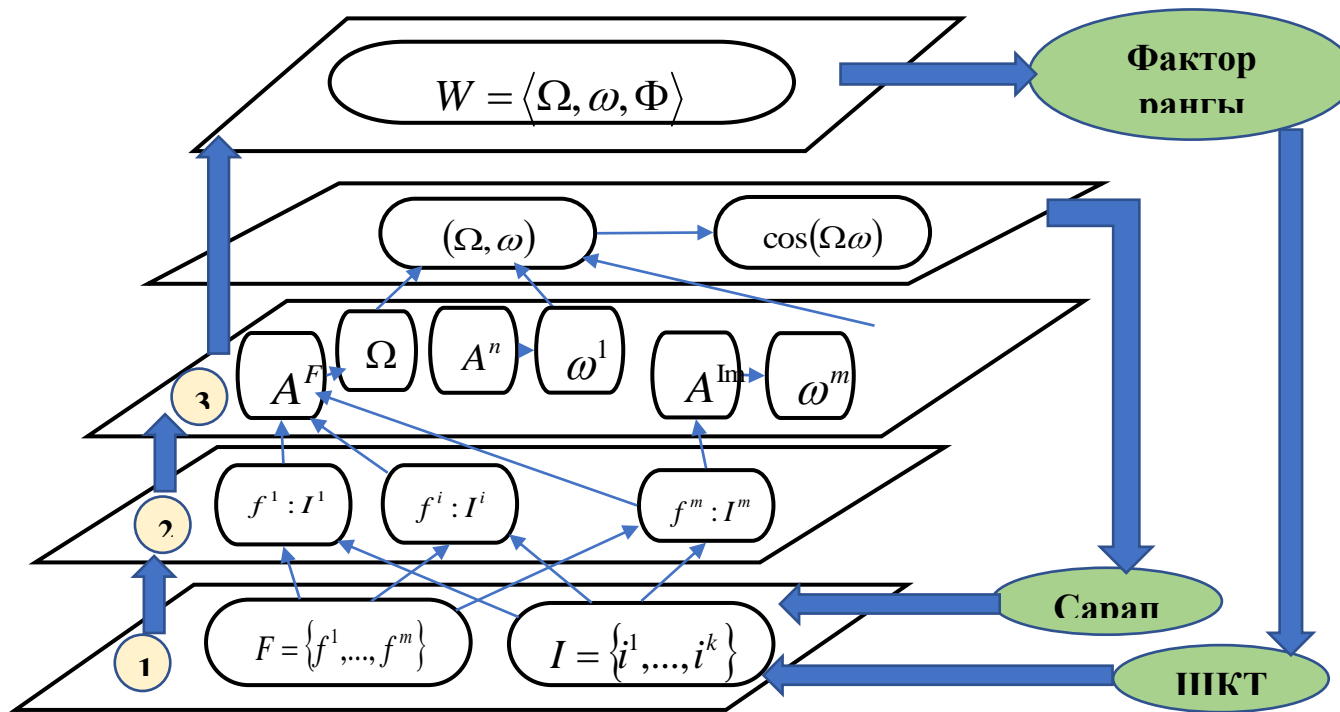 W = ⟨Ω, ω, Φ⟩
Фактор
рангы
(Ω, ω)
cos(Ωω)
A^F
Ω
A^n
ω^1
A^Im
ω^m
3
f^1 : I^1
f^i : I^i
f^m : I^m
2
F = {f^1,..., f^m}
I = {i^1,..., i^k}
1
Сарап
ШКТ